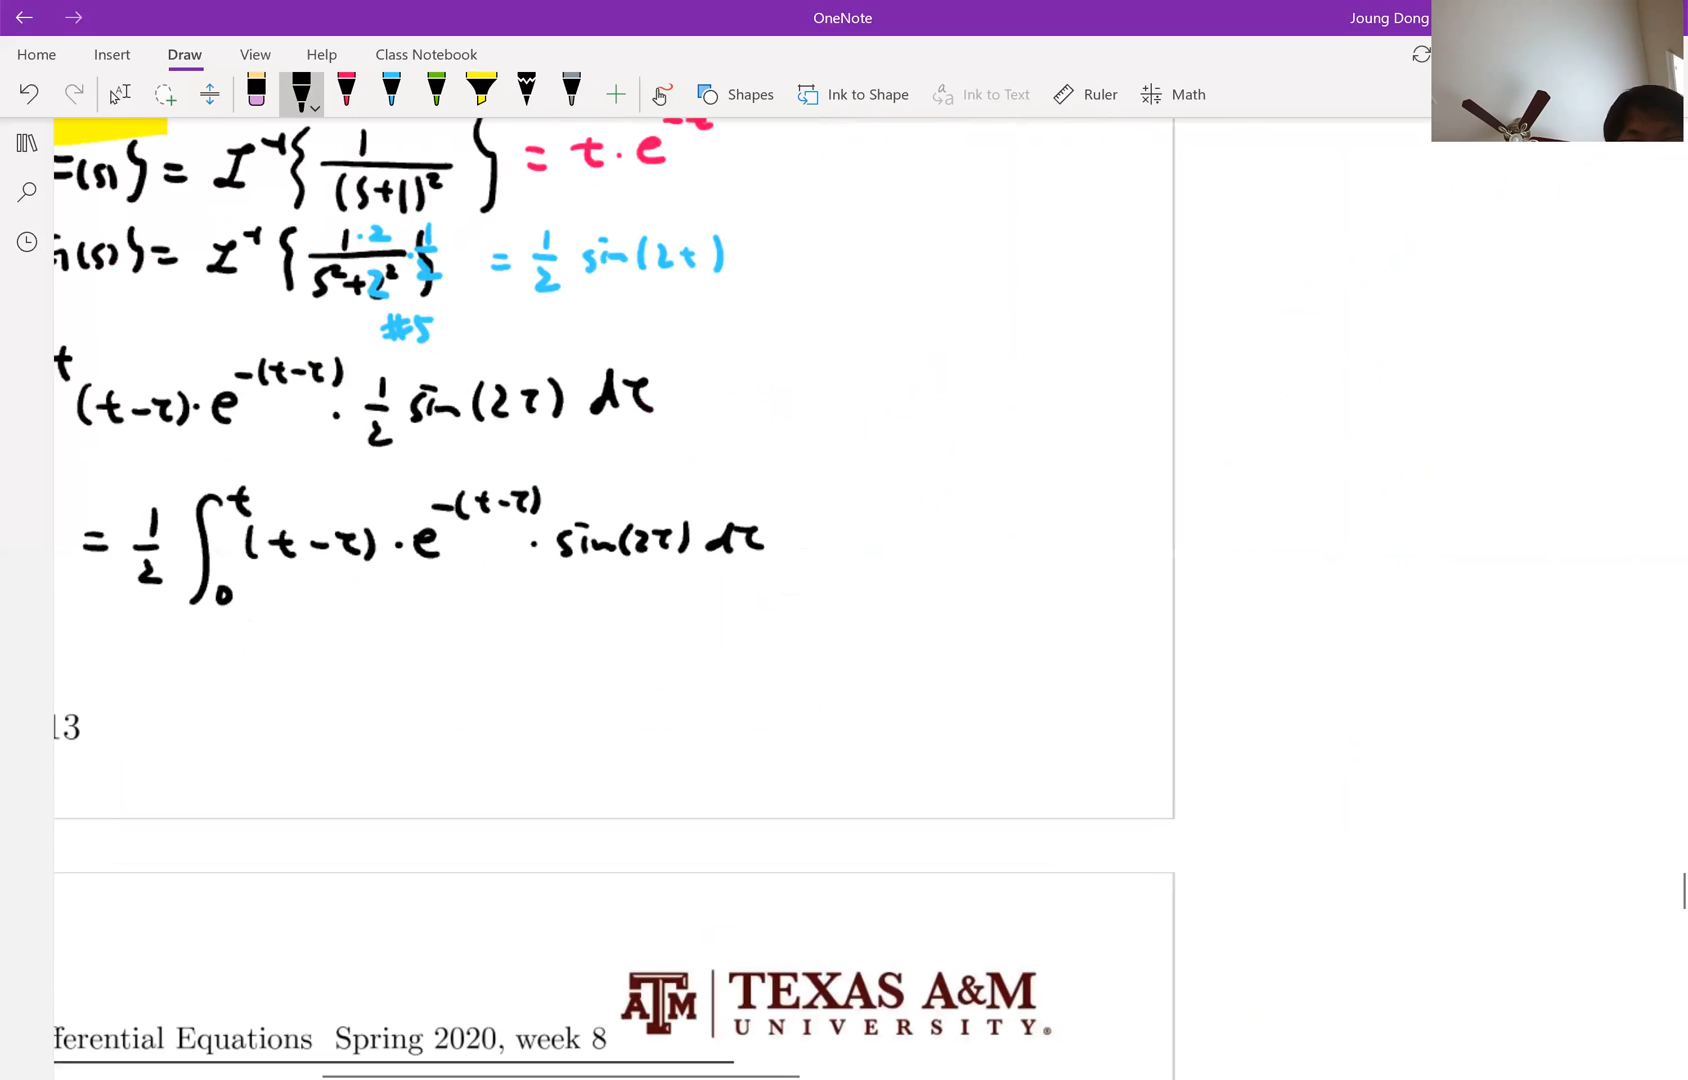 OneNote
Joung Dong
Home Insert Draw View Help Class Notebook
Shapes Ink to Shape Ink to Text Ruler Math
F(s)} = ℒ⁻¹{ 1/(s+1)² } = t · e^-t
(s)} = ℒ⁻¹{ 1·2/(s²+2²) · 1/2 } = 1/2 sin(2t)
#5
t (t-τ) · e^-(t-τ) · 1/2 sin(2τ) dτ
= 1/2 ∫₀^t (t-τ) · e^-(t-τ) · sin(2τ) dτ
13
ATM TEXAS A&M
UNIVERSITY®
ferential Equations Spring 2020, week 8